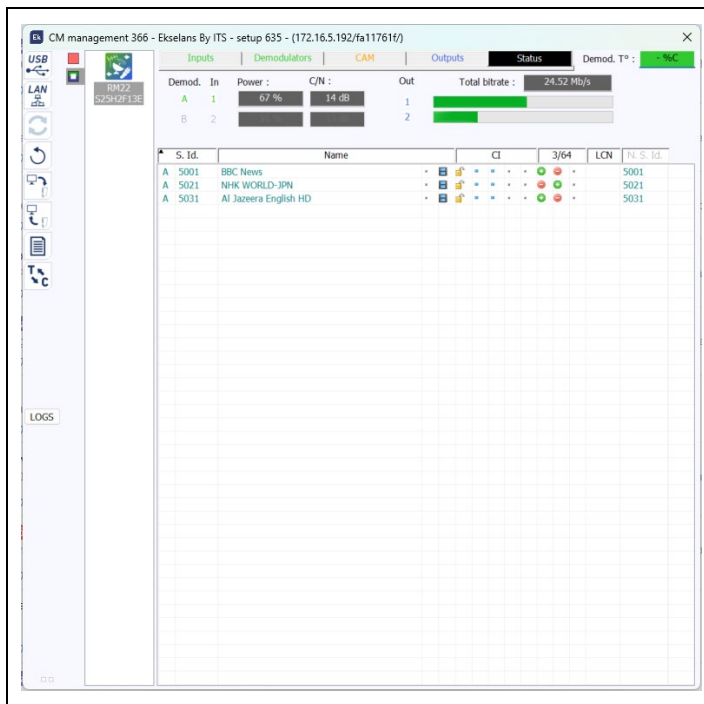 Ek CM management 366 - Ekselans By ITS - setup 635 - (172.16.5.192/fa11761f/)
USB
LAN
RM22
S25H2F13E
Inputs Demodulators CAM Outputs Status Demod. T° : - %C
Demod. In Power : C/N : Out Total bitrate : 24.52 Mb/s
A 1 67 % 14 dB 1
B 2 2
S. Id. Name CI 3/64 LCN N. S. Id.
A 5001 BBC News 5001
A 5021 NHK WORLD-JPN 5021
A 5031 Al Jazeera English HD 5031
T C
LOGS